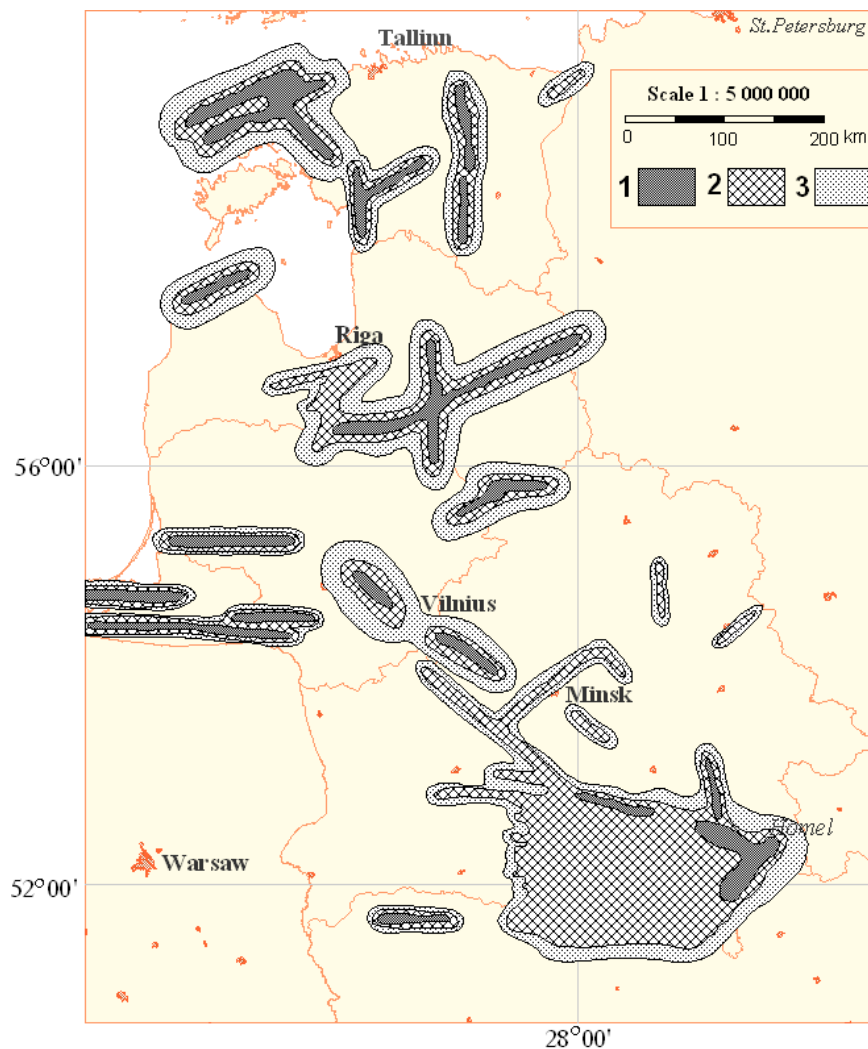 Tallinn
St.Petersburg
Scale 1 : 5 000 000
0 100 200 km
1 2 3
Riga
56°00'
Vilnius
Minsk
Homel
Warsaw
52°00'
28°00'